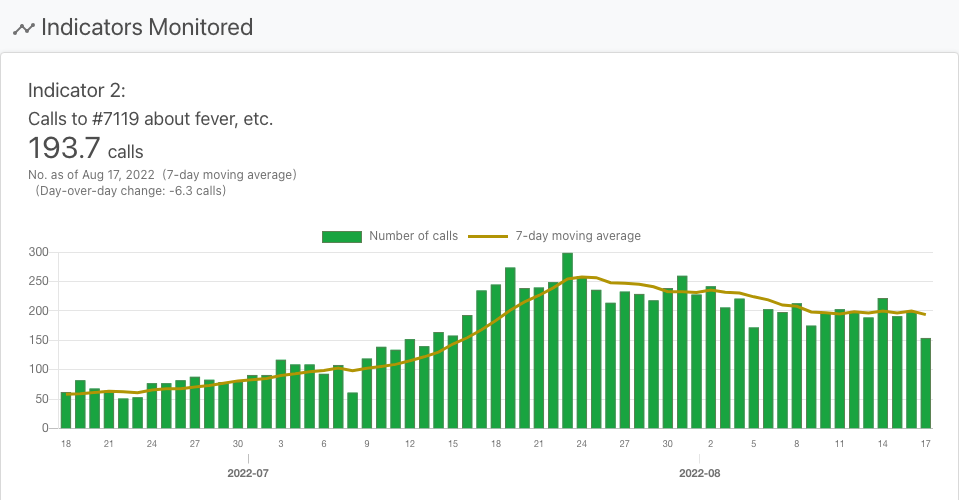 Indicators Monitored
Indicator 2:
Calls to #7119 about fever, etc.
193.7 calls
No. as of Aug 17, 2022 (7-day moving average)
(Day-over-day change: -6.3 calls)
Number of calls 7-day moving average
300
250
200
150
100
50
0
18 21 24 27 30 3 6 9 12 15 18 21 24 27 30 2 5 8 11 14 17
2022-07 2022-08